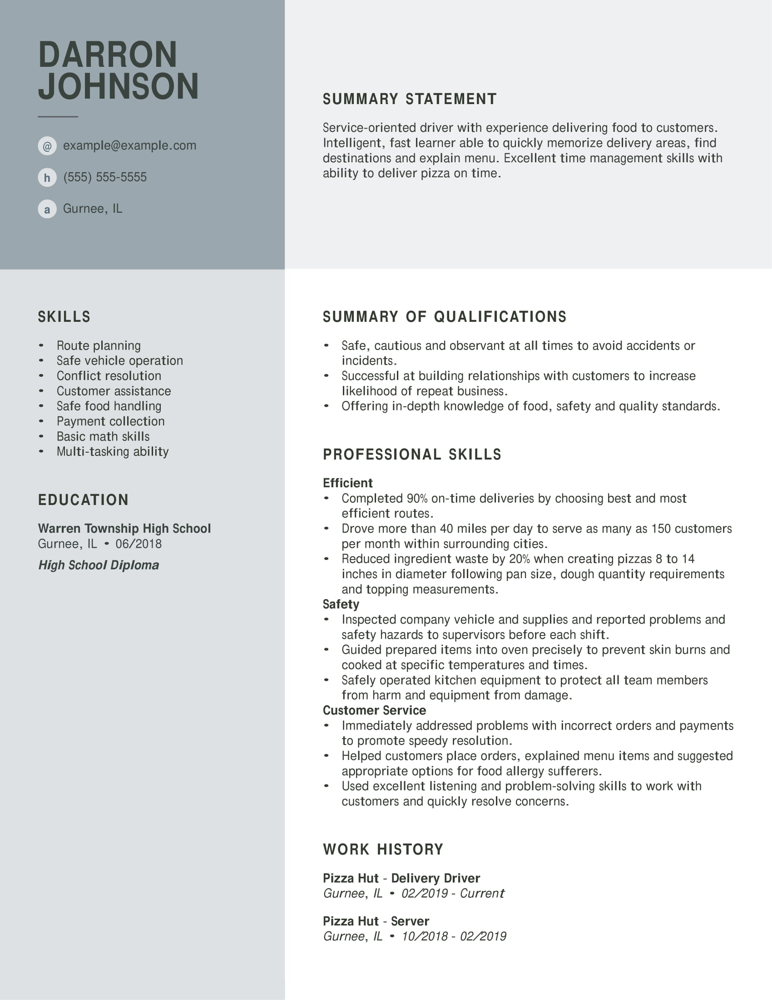 DARRON
JOHNSON
@ example@example.com
h (555) 555-5555
a Gurnee, IL
SUMMARY STATEMENT
Service-oriented driver with experience delivering food to customers.
Intelligent, fast learner able to quickly memorize delivery areas, find
destinations and explain menu. Excellent time management skills with
ability to deliver pizza on time.
SKILLS
• Route planning
• Safe vehicle operation
• Conflict resolution
• Customer assistance
• Safe food handling
• Payment collection
• Basic math skills
• Multi-tasking ability
EDUCATION
Warren Township High School
Gurnee, IL • 06/2018
High School Diploma
SUMMARY OF QUALIFICATIONS
• Safe, cautious and observant at all times to avoid accidents or
incidents.
• Successful at building relationships with customers to increase
likelihood of repeat business.
• Offering in-depth knowledge of food, safety and quality standards.
PROFESSIONAL SKILLS
Efficient
• Completed 90% on-time deliveries by choosing best and most
efficient routes.
• Drove more than 40 miles per day to serve as many as 150 customers
per month within surrounding cities.
• Reduced ingredient waste by 20% when creating pizzas 8 to 14
inches in diameter following pan size, dough quantity requirements
and topping measurements.
Safety
• Inspected company vehicle and supplies and reported problems and
safety hazards to supervisors before each shift.
• Guided prepared items into oven precisely to prevent skin burns and
cooked at specific temperatures and times.
• Safely operated kitchen equipment to protect all team members
from harm and equipment from damage.
Customer Service
• Immediately addressed problems with incorrect orders and payments
to promote speedy resolution.
• Helped customers place orders, explained menu items and suggested
appropriate options for food allergy sufferers.
• Used excellent listening and problem-solving skills to work with
customers and quickly resolve concerns.
WORK HISTORY
Pizza Hut - Delivery Driver
Gurnee, IL • 02/2019 - Current
Pizza Hut - Server
Gurnee, IL • 10/2018 - 02/2019